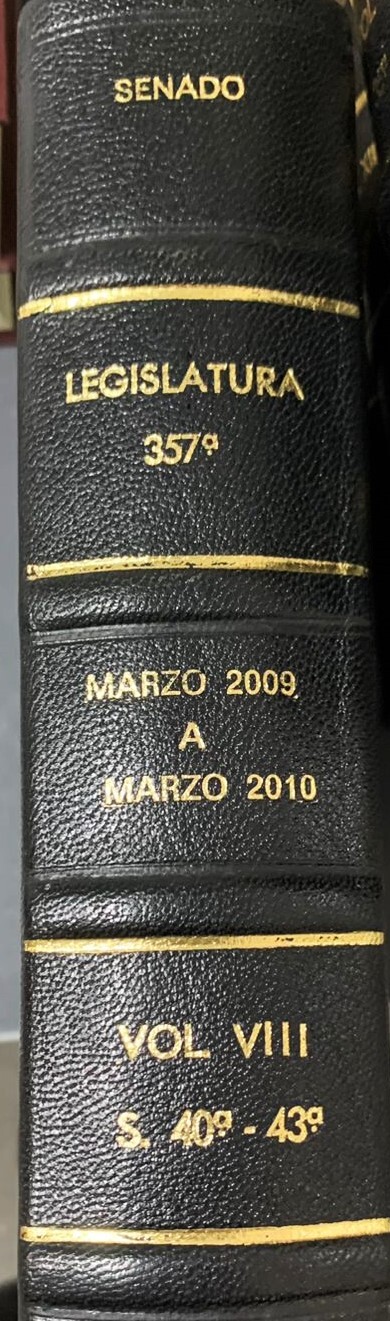 SENADO
LEGISLATURA
357ª
MARZO 2009
A
MARZO 2010
VOL VIII
S. 40ª - 43ª